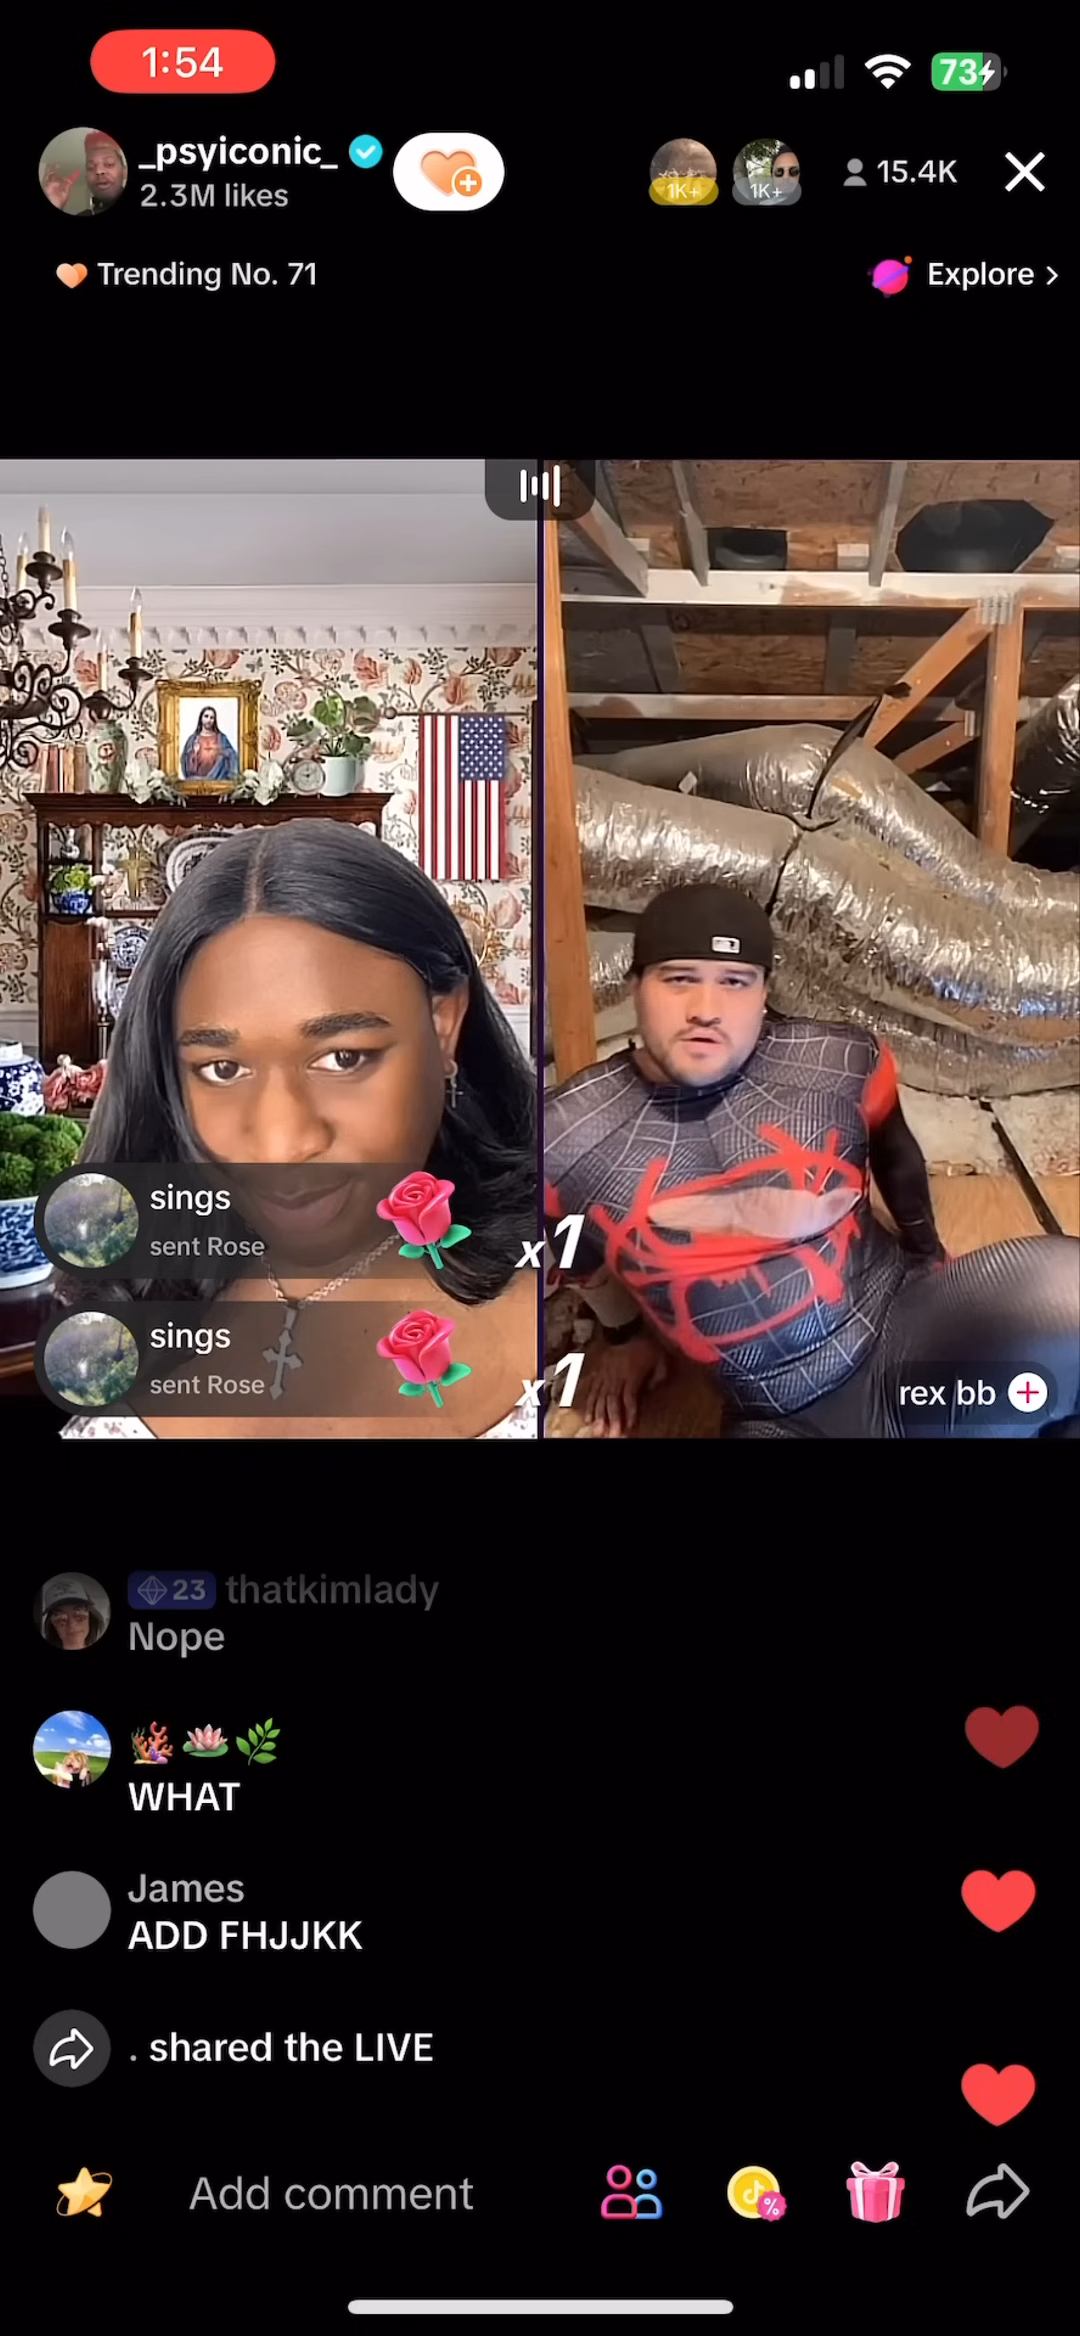 1:54
73
_psyiconic_
2.3M likes
1K+
1K+
15.4K
Trending No. 71
Explore >
sings
sent Rose
x1
sings
sent Rose
x1
rex bb
23 thatkimlady
Nope
WHAT
James
ADD FHJJKK
. shared the LIVE
Add comment